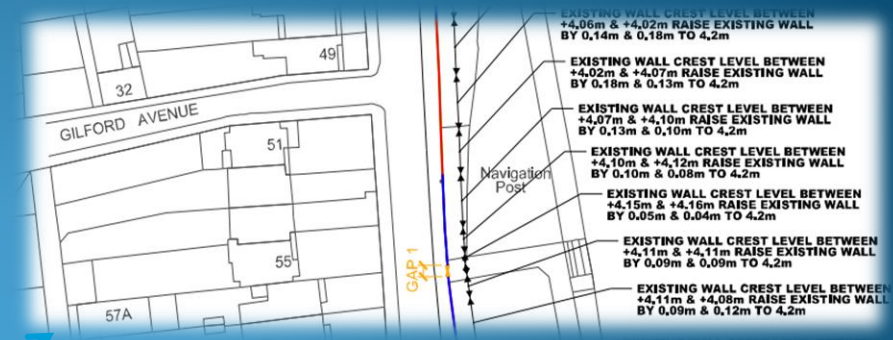 EXISTING WALL CREST LEVEL BETWEEN
+4.06m & +4.02m RAISE EXISTING WALL
BY 0.14m & 0.18m TO 4.2m
EXISTING WALL CREST LEVEL BETWEEN
+4.02m & +4.07m RAISE EXISTING WALL
BY 0.18m & 0.13m TO 4.2m
EXISTING WALL CREST LEVEL BETWEEN
+4.07m & +4.10m RAISE EXISTING WALL
BY 0.13m & 0.10m TO 4.2m
EXISTING WALL CREST LEVEL BETWEEN
+4.10m & +4.12m RAISE EXISTING WALL
BY 0.10m & 0.08m TO 4.2m
EXISTING WALL CREST LEVEL BETWEEN
+4.15m & +4.16m RAISE EXISTING WALL
BY 0.05m & 0.04m TO 4.2m
EXISTING WALL CREST LEVEL BETWEEN
+4.11m & +4.11m RAISE EXISTING WALL
BY 0.09m & 0.09m TO 4.2m
EXISTING WALL CREST LEVEL BETWEEN
+4.11m & +4.08m RAISE EXISTING WALL
BY 0.09m & 0.12m TO 4.2m
49
32
GILFORD AVENUE
51
Navigation
Post
55
GAP 1
57A